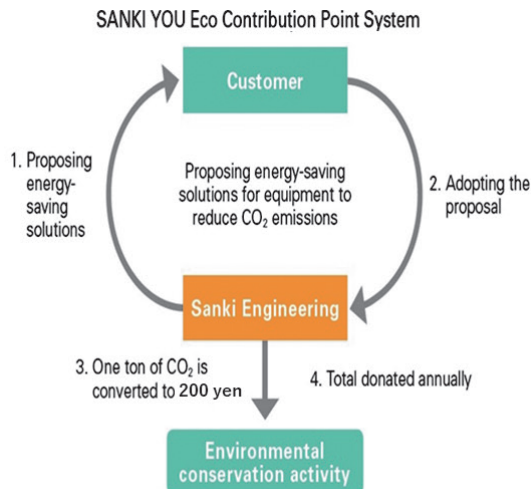 SANKI YOU Eco Contribution Point System
Customer
1. Proposing
energy-
saving
solutions
Proposing energy-saving
solutions for equipment to
reduce CO₂ emissions
2. Adopting the
proposal
Sanki Engineering
3. One ton of CO₂ is
converted to 200 yen
4. Total donated annually
Environmental
conservation activity